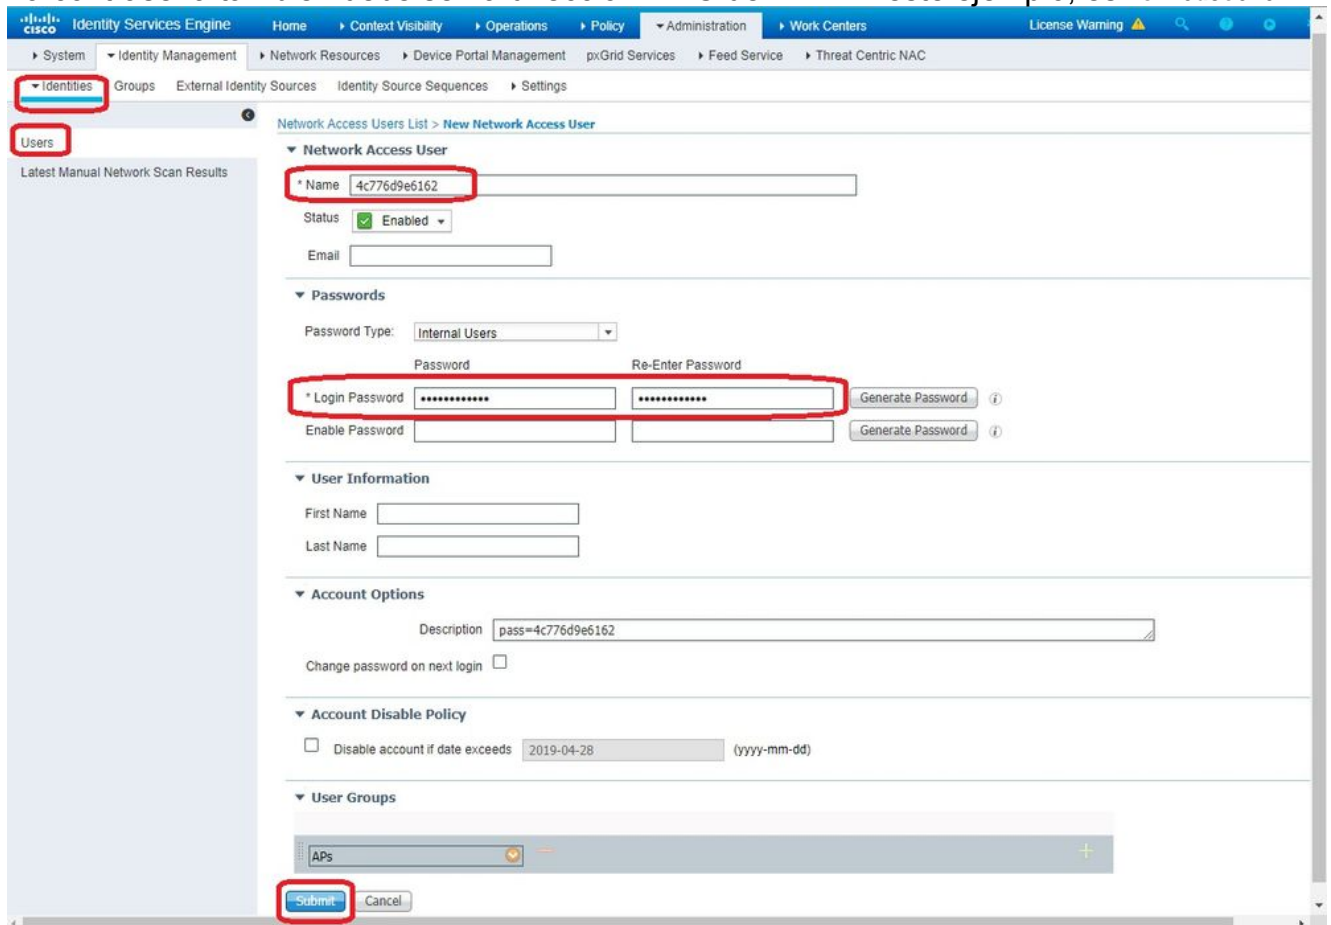 cisco Identity Services Engine Home Context Visibility Operations Policy Administration Work Centers License Warning
System Identity Management Network Resources Device Portal Management pxGrid Services Feed Service Threat Centric NAC
Identities Groups External Identity Sources Identity Source Sequences Settings
Network Access Users List > New Network Access User
Users
Latest Manual Network Scan Results
Network Access User
* Name 4c776d9e6162
Status Enabled
Email
Passwords
Password Type: Internal Users
Password Re-Enter Password
* Login Password •••••••••••• •••••••••••• Generate Password i
Enable Password Generate Password i
User Information
First Name
Last Name
Account Options
Description pass=4c776d9e6162
Change password on next login
Account Disable Policy
Disable account if date exceeds 2019-04-28 (yyyy-mm-dd)
User Groups
APs
Submit Cancel